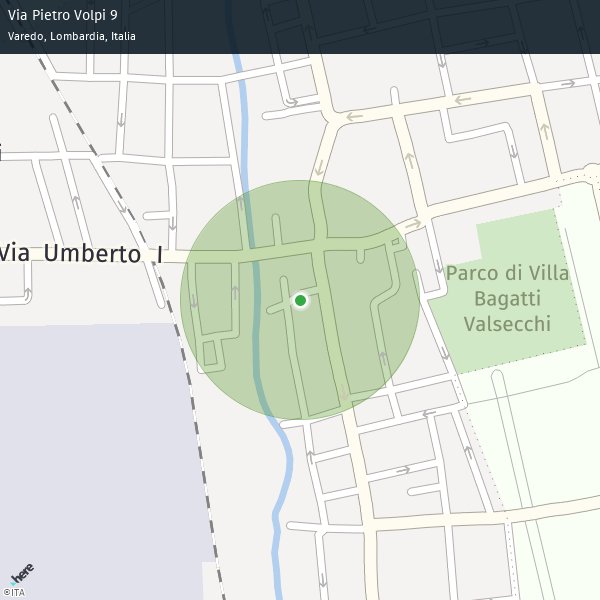 Via Pietro Volpi 9
Varedo, Lombardia, Italia
i
Via Umberto I
Parco di Villa
Bagatti
Valsecchi
here
©ITA